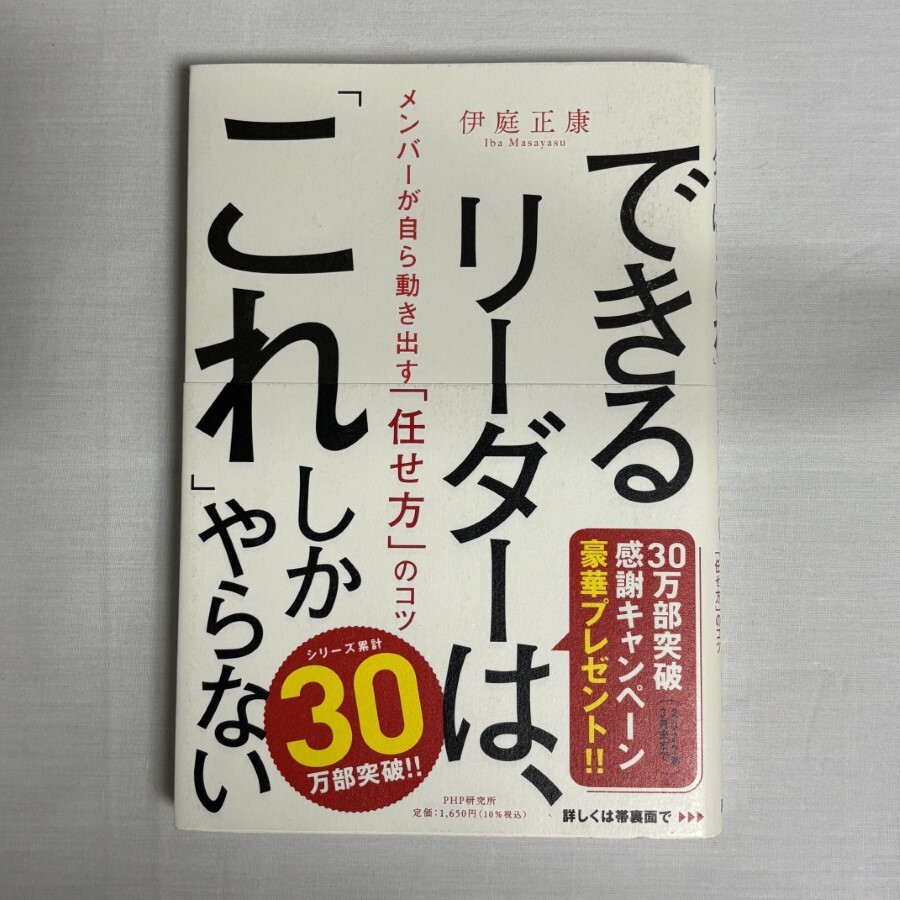 できる
リーダーは、
伊庭正康
Iba Masayasu
メンバーが自ら動き出す「任せ方」のコツ
「これ」しか
やらない
30万部突破
感謝キャンペーン
豪華プレゼント!!
シリーズ累計
30
万部突破!!
PHP研究所
定価:1,650円(10%税込)
詳しくは帯裏面で